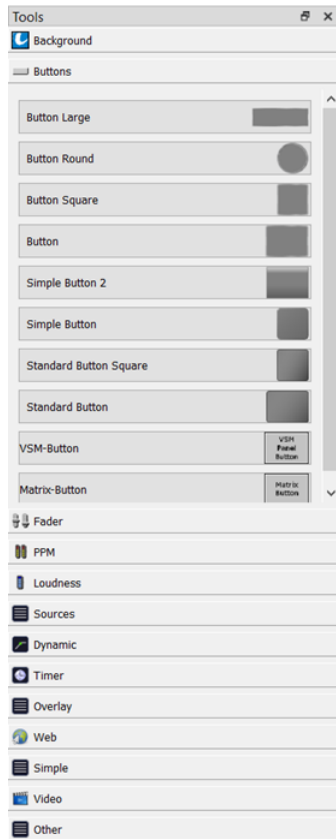 Tools
Background
Buttons
Button Large
Button Round
Button Square
Button
Simple Button 2
Simple Button
Standard Button Square
Standard Button
VSM-Button
VSM
Panel
Button
Matrix-Button
Matrix
Button
Fader
PPM
Loudness
Sources
Dynamic
Timer
Overlay
Web
Simple
Video
Other